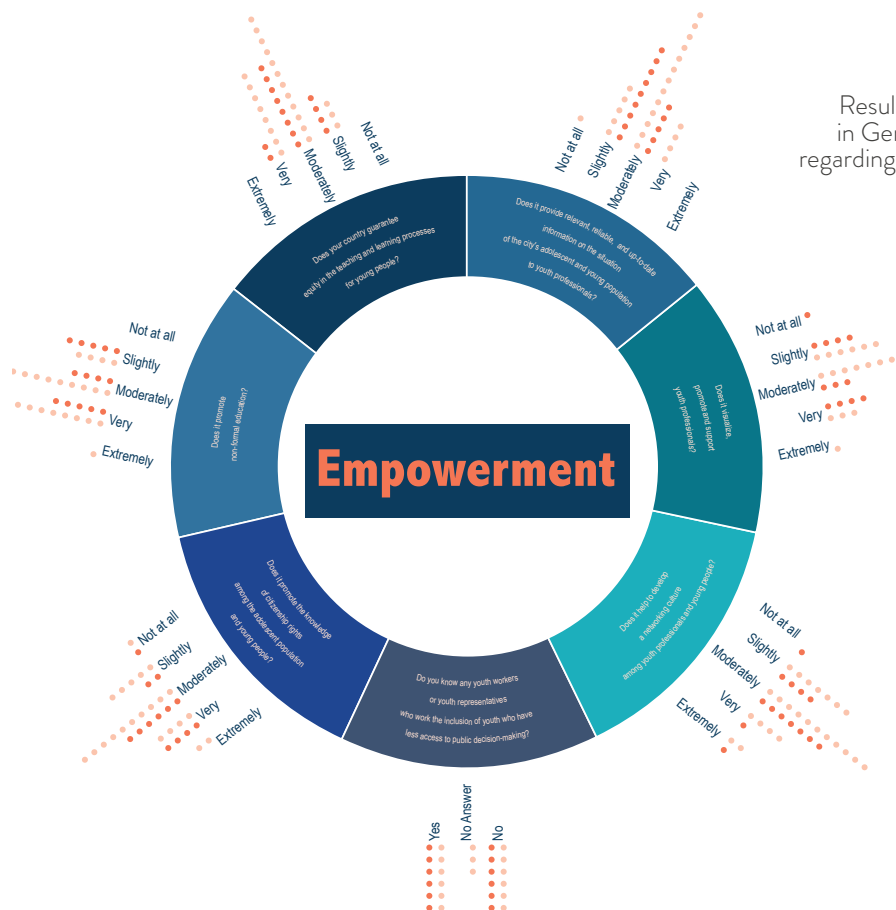 Resul
in Ger
regarding
Not at all
Slightly
Moderately
Very
Extremely
Does your country guarantee
equity in the teaching and learning processes
for young people?
Not at all
Slightly
Moderately
Very
Extremely
Does it provide relevant, reliable, and up-to-date
information on the situation
of the city's adolescent and young population
to youth professionals?
Not at all
Slightly
Moderately
Very
Extremely
Does it visualize,
promote and support
youth professionals?
Not at all
Slightly
Moderately
Very
Extremely
Does it promote
non-formal education?
Empowerment
Not at all
Slightly
Moderately
Very
Extremely
Does it promote the knowledge
of citizenship rights
among the adolescent population
and young people?
Not at all
Slightly
Moderately
Very
Extremely
Does it help to develop
a networking culture
among youth professionals and young people?
Do you know any youth workers
or youth representatives
who work the inclusion of youth who have
less access to public decision-making?
Yes
No Answer
No